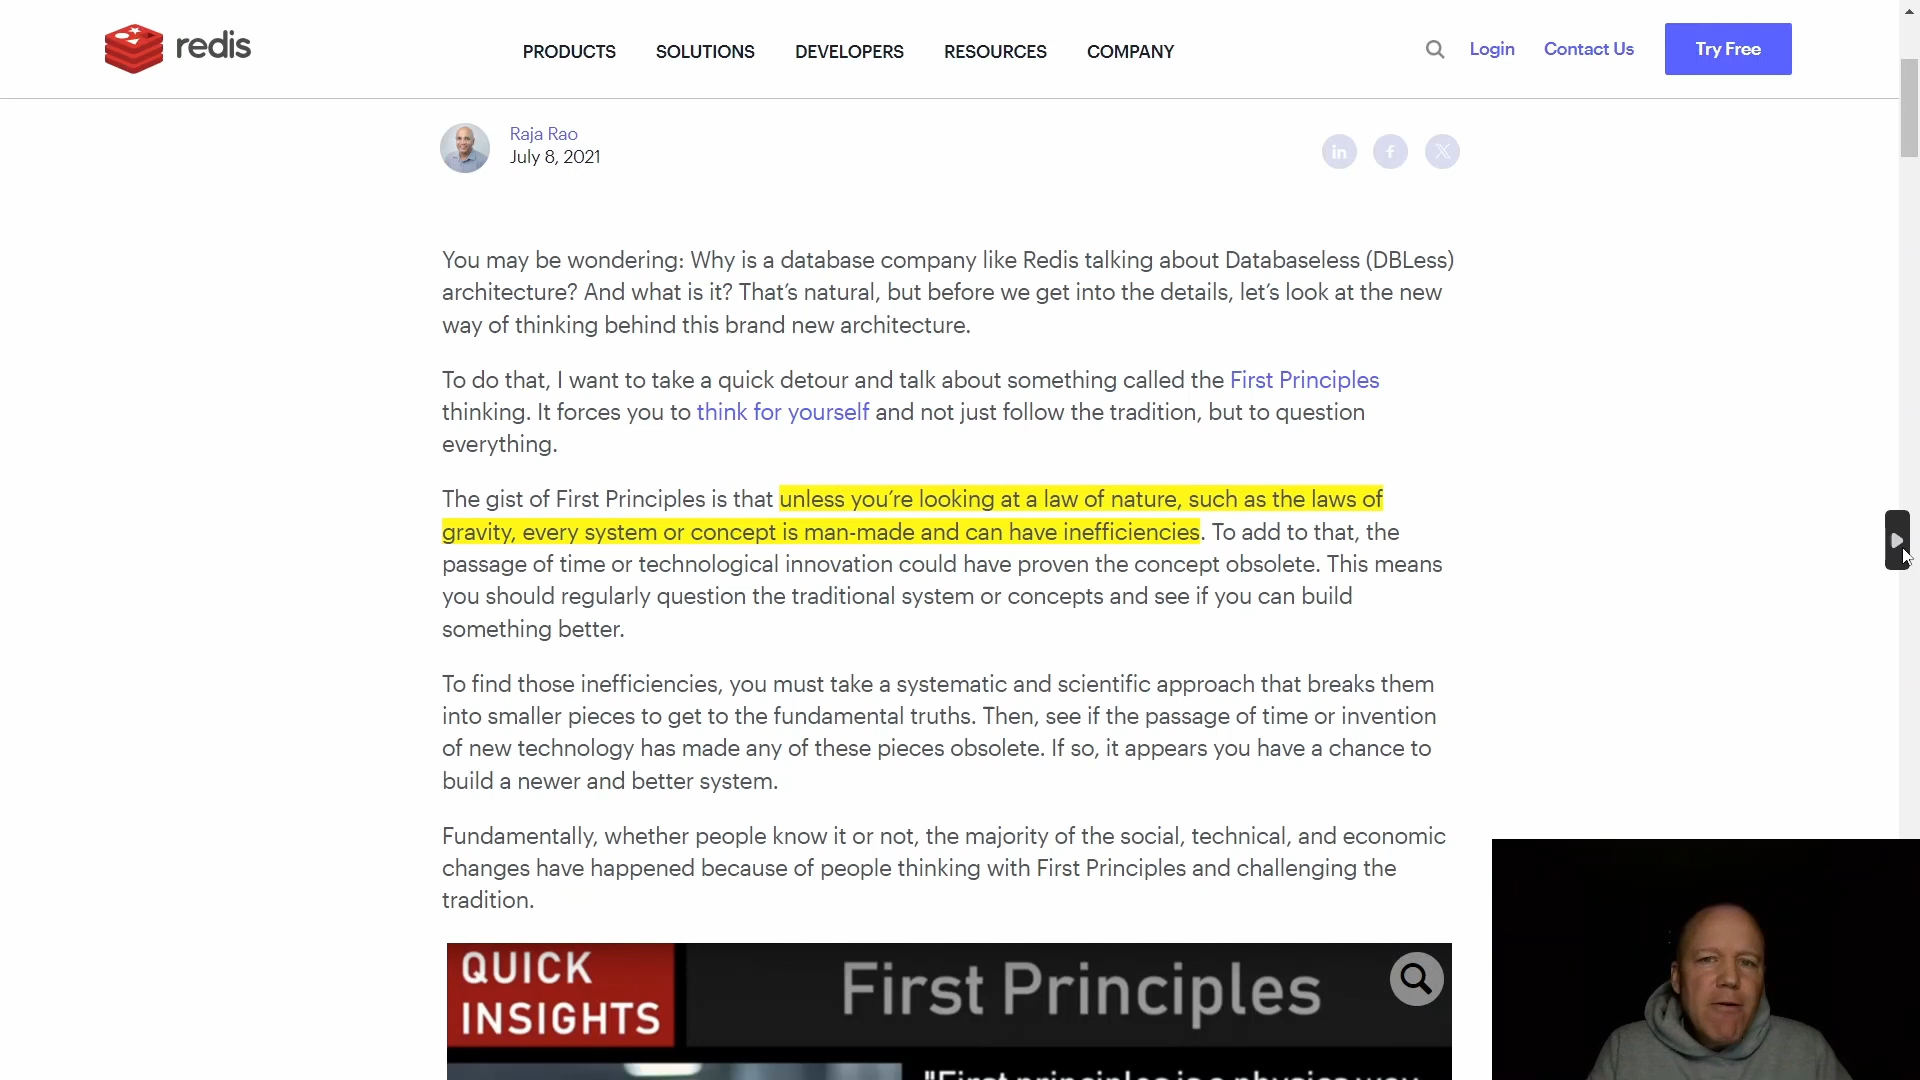 redis
PRODUCTS SOLUTIONS DEVELOPERS RESOURCES COMPANY
Login Contact Us Try Free
Raja Rao
July 8, 2021
You may be wondering: Why is a database company like Redis talking about Databaseless (DBLess)
architecture? And what is it? That’s natural, but before we get into the details, let’s look at the new
way of thinking behind this brand new architecture.
To do that, I want to take a quick detour and talk about something called the First Principles
thinking. It forces you to think for yourself and not just follow the tradition, but to question
everything.
The gist of First Principles is that unless you’re looking at a law of nature, such as the laws of
gravity, every system or concept is man-made and can have inefficiencies. To add to that, the
passage of time or technological innovation could have proven the concept obsolete. This means
you should regularly question the traditional system or concepts and see if you can build
something better.
To find those inefficiencies, you must take a systematic and scientific approach that breaks them
into smaller pieces to get to the fundamental truths. Then, see if the passage of time or invention
of new technology has made any of these pieces obsolete. If so, it appears you have a chance to
build a newer and better system.
Fundamentally, whether people know it or not, the majority of the social, technical, and economic
changes have happened because of people thinking with First Principles and challenging the
tradition.
QUICK
INSIGHTS
First Principles
"First principles is a physics way